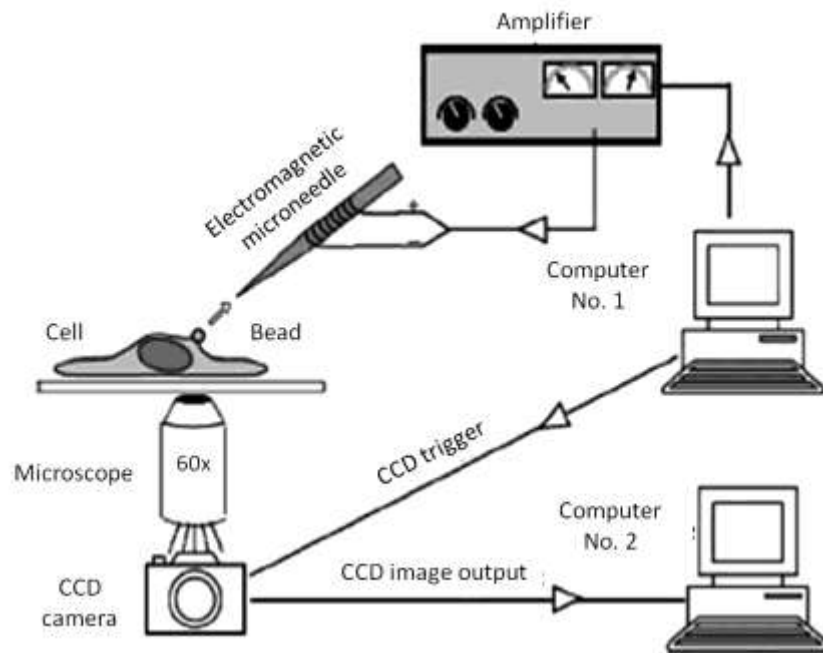 Amplifier
Electromagnetic
microneedle
+
−
Computer
No. 1
Cell
Bead
CCD trigger
Microscope
60x
Computer
No. 2
CCD image output
CCD
camera